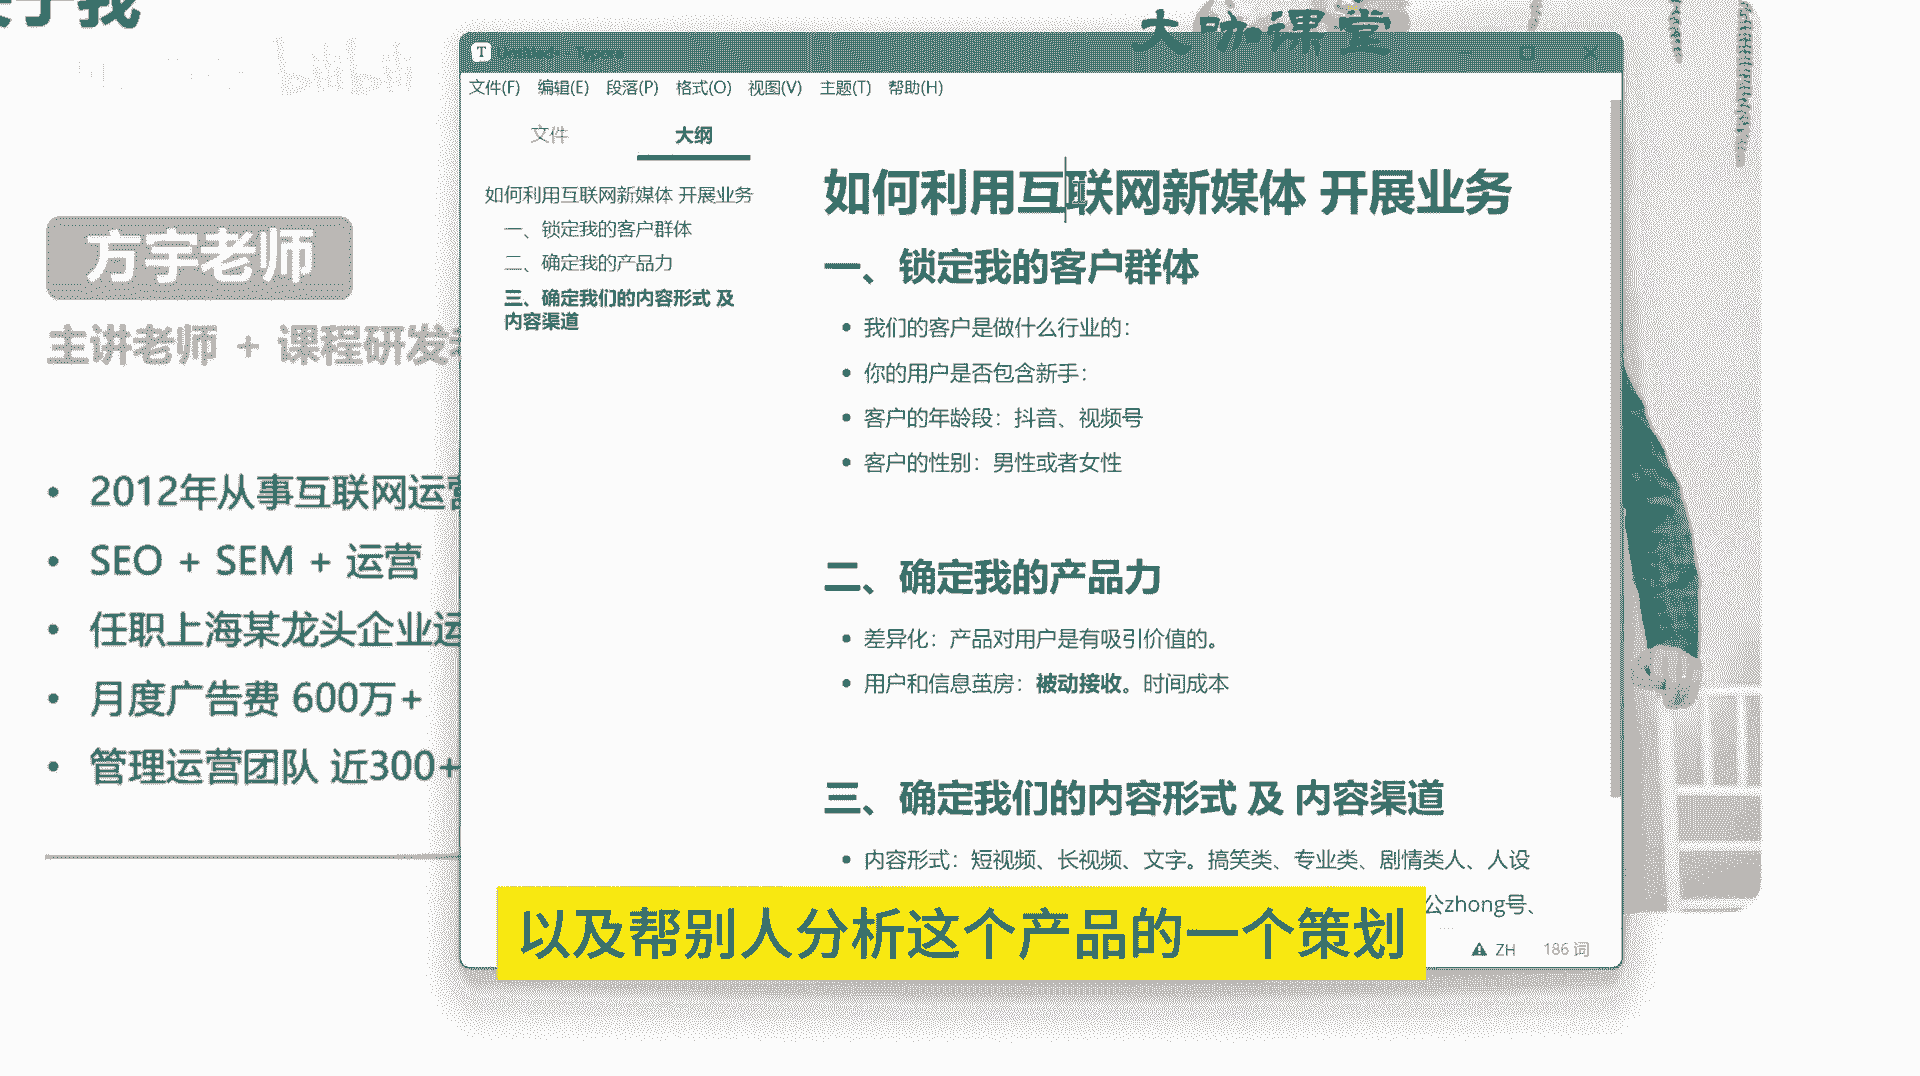 大咖课堂
bilibili
方宇老师
主讲老师 + 课程研发
• 2012年从事互联网运营
• SEO + SEM + 运营
• 任职上海某龙头企业运
• 月度广告费 600万+
• 管理运营团队 近300+
T
文件(F) 编辑(E) 段落(P) 格式(O) 视图(V) 主题(T) 帮助(H)
文件 大纲
如何利用互联网新媒体 开展业务
一、锁定我的客户群体
二、确定我的产品力
三、确定我们的内容形式 及
内容渠道
如何利用互联网新媒体 开展业务
一、锁定我的客户群体
• 我们的客户是做什么行业的：
• 你的用户是否包含新手：
• 客户的年龄段：抖音、视频号
• 客户的性别：男性或者女性
二、确定我的产品力
• 差异化：产品对用户是有吸引价值的。
• 用户和信息茧房：被动接收。时间成本
三、确定我们的内容形式 及 内容渠道
• 内容形式：短视频、长视频、文字。搞笑类、专业类、剧情类人、人设
公zhong号、
以及帮别人分析这个产品的一个策划
ZH 186 词